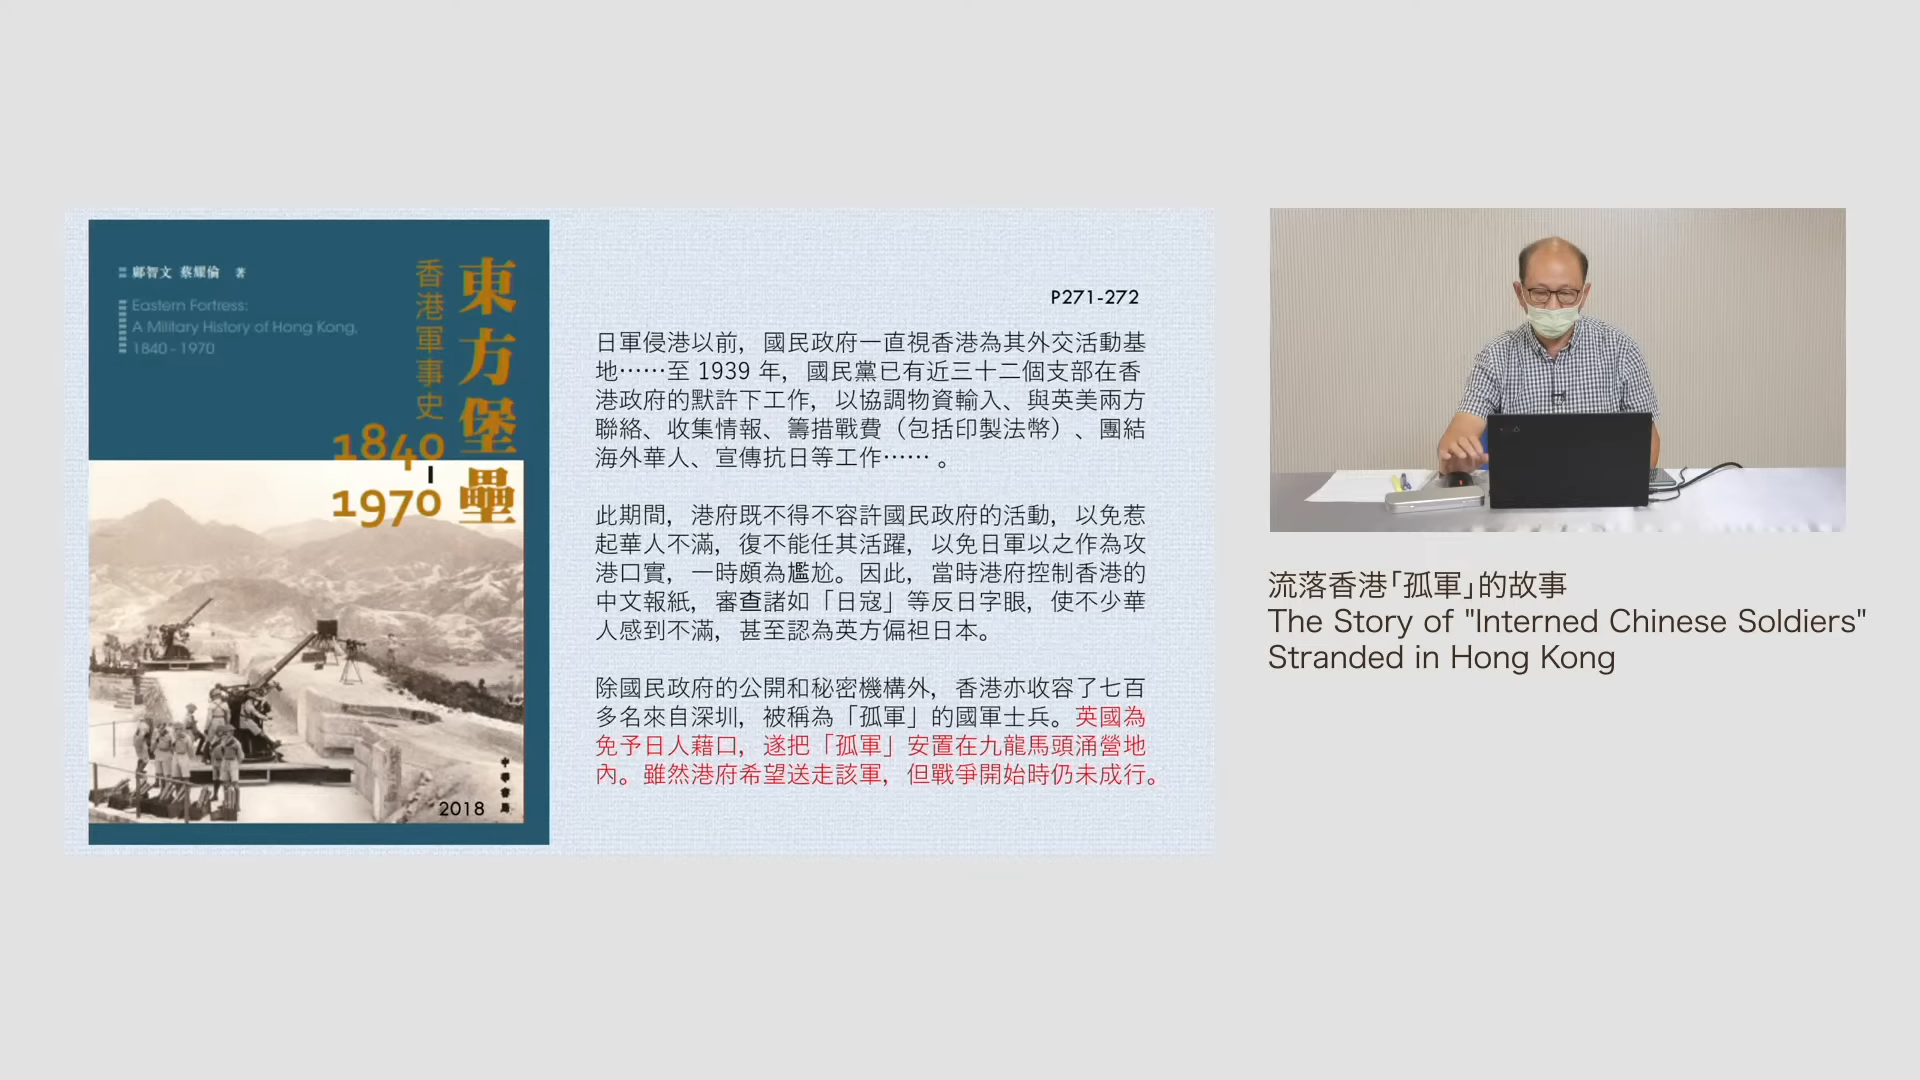 鄺智文 蔡耀倫 著
Eastern Fortress:
A Military History of Hong Kong,
1840 - 1970
東方堡壘
香港軍事史
1840
1970
中華書局
2018
P271-272
日軍侵港以前，國民政府一直視香港為其外交活動基
地⋯⋯至 1939 年，國民黨已有近三十二個支部在香
港政府的默許下工作，以協調物資輸入、與英美兩方
聯絡、收集情報、籌措戰費（包括印製法幣）、團結
海外華人、宣傳抗日等工作⋯⋯ 。
此期間，港府既不得不容許國民政府的活動，以免惹
起華人不滿，復不能任其活躍，以免日軍以之作為攻
港口實，一時頗為尷尬。因此，當時港府控制香港的
中文報紙，審查諸如「日寇」等反日字眼，使不少華
人感到不滿，甚至認為英方偏袒日本。
除國民政府的公開和秘密機構外，香港亦收容了七百
多名來自深圳，被稱為「孤軍」的國軍士兵。英國為
免予日人藉口，遂把「孤軍」安置在九龍馬頭涌營地
內。雖然港府希望送走該軍，但戰爭開始時仍未成行。
流落香港「孤軍」的故事
The Story of "Interned Chinese Soldiers"
Stranded in Hong Kong